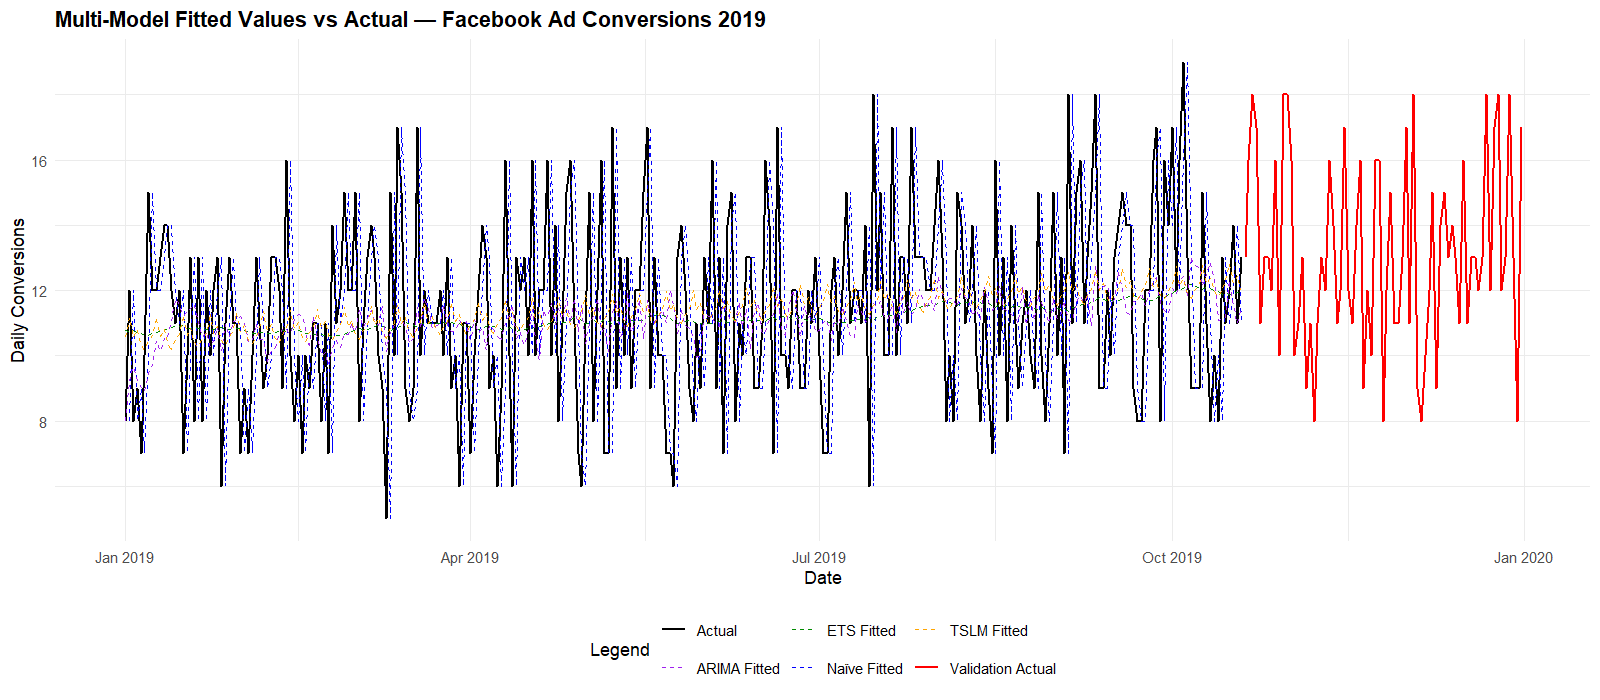 Multi-Model Fitted Values vs Actual — Facebook Ad Conversions 2019
Daily Conversions
16
12
8
Jan 2019
Apr 2019
Jul 2019
Oct 2019
Jan 2020
Date
Legend
Actual
ETS Fitted
TSLM Fitted
ARIMA Fitted
Naïve Fitted
Validation Actual